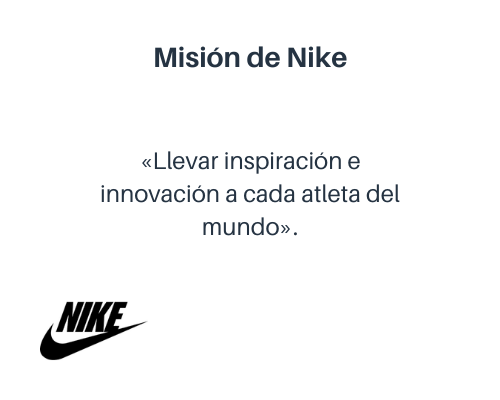 Misión de Nike
«Llevar inspiración e
innovación a cada atleta del
mundo».
NIKE